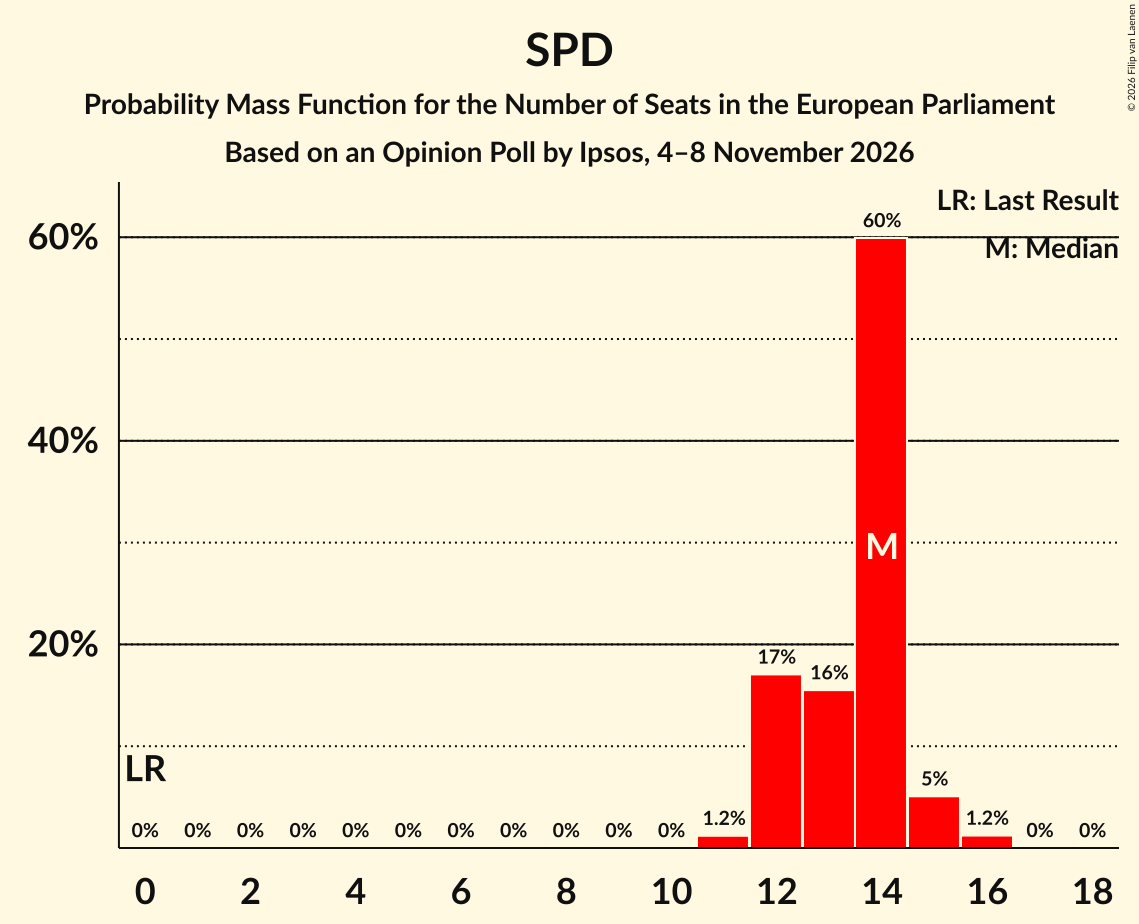 © 2026 Filip van Laenen
SPD
Probability Mass Function for the Number of Seats in the European Parliament
Based on an Opinion Poll by Ipsos, 4–8 November 2026
LR: Last Result
M: Median
60%
40%
20%
60%
M
17%
16%
5%
1.2%
1.2%
LR
0% 0% 0% 0% 0% 0% 0% 0% 0% 0% 0% 0% 0%
0 2 4 6 8 10 12 14 16 18